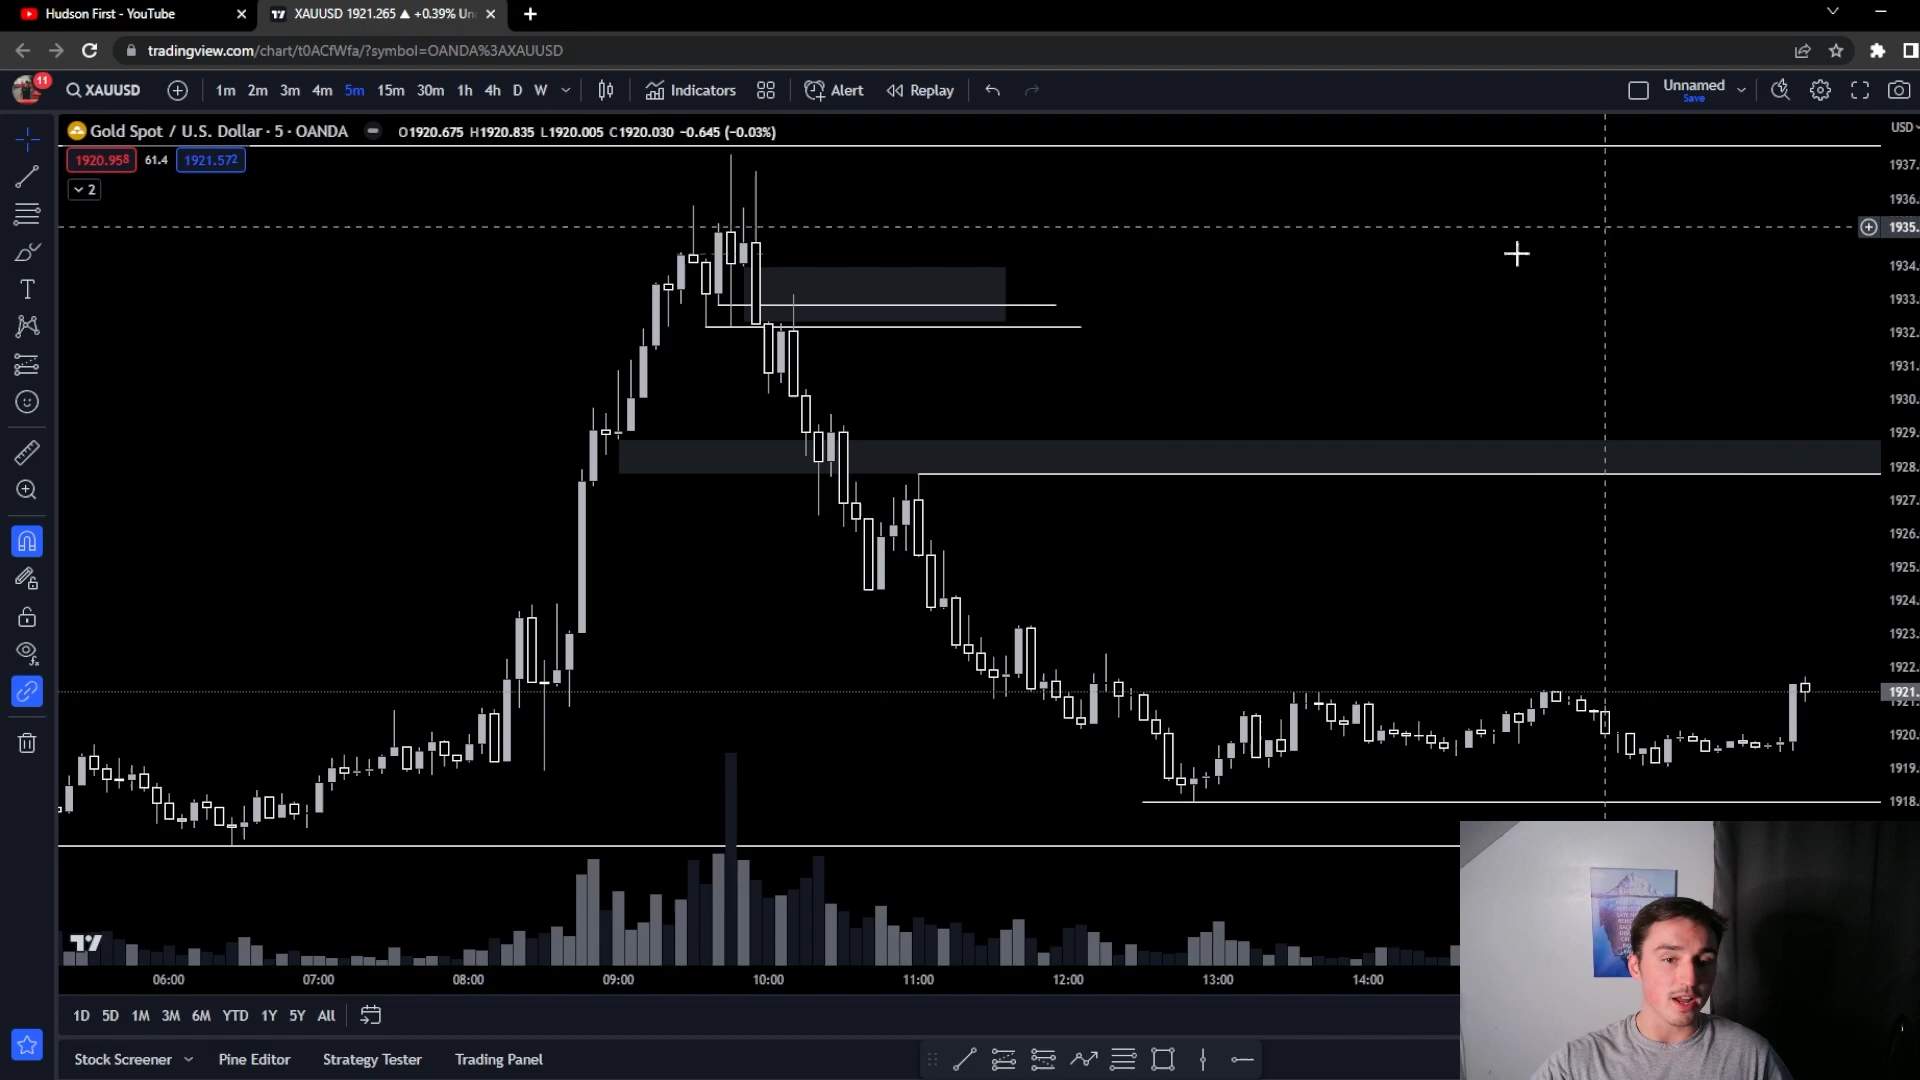 Hudson First - YouTube
XAUUSD 1921.265 ▲ +0.39% Un
tradingview.com/chart/t0ACfWfa/?symbol=OANDA%3AXAUUSD
11
XAUUSD
1m 2m 3m 4m 5m 15m 30m 1h 4h D W
Indicators
Alert
Replay
Unnamed
Save
Gold Spot / U.S. Dollar · 5 · OANDA
O1920.675 H1920.835 L1920.005 C1920.030 −0.645 (−0.03%)
USD
1920.958 61.4 1921.572
2
1937.
1936.
1935.
1934.
1933.
1932.
1931.
1930.
1929.
1928.
1927.
1926.
1925.
1924.
1923.
1922.
1921.
1921.
1920.
1919.
1918.
06:00 07:00 08:00 09:00 10:00 11:00 12:00 13:00 14:00
1D 5D 1M 3M 6M YTD 1Y 5Y All
Stock Screener Pine Editor Strategy Tester Trading Panel